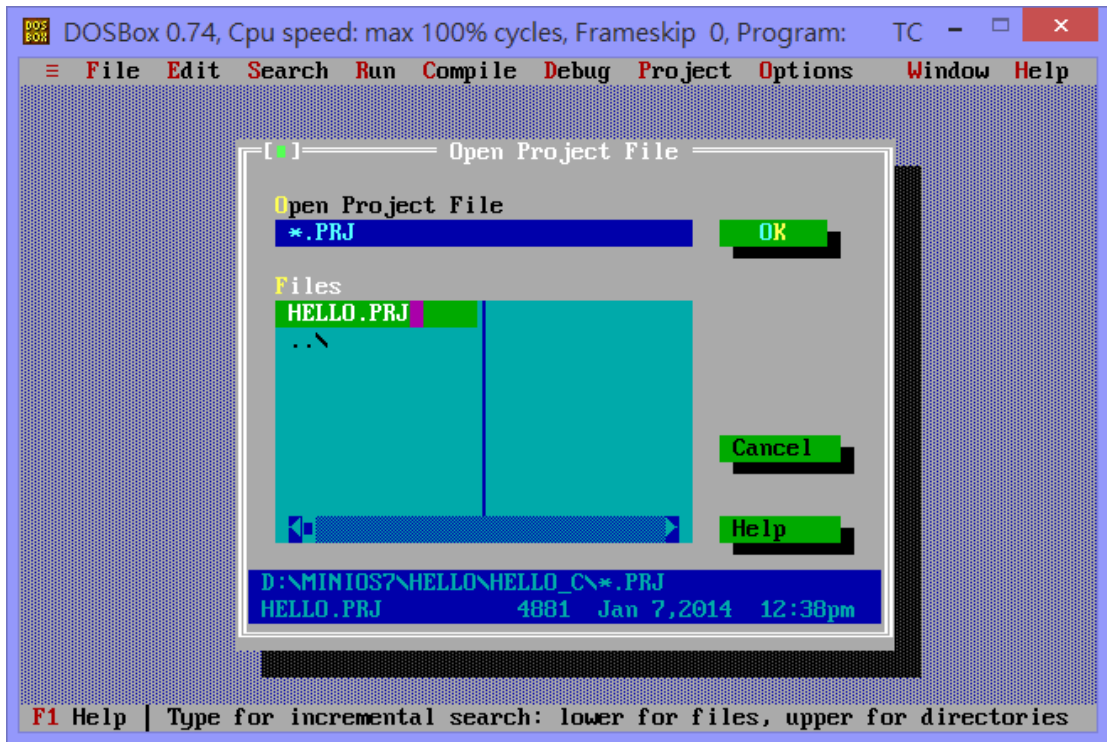 DOS BOX DOSBox 0.74, Cpu speed: max 100% cycles, Frameskip 0, Program: TC
≡ File Edit Search Run Compile Debug Project Options Window Help
Open Project File
Open Project File
*.PRJ OK
Files
HELLO.PRJ
..\
Cancel
Help
D:\MINIOS7\HELLO\HELLO_C\*.PRJ
HELLO.PRJ 4881 Jan 7,2014 12:38pm
F1 Help | Type for incremental search: lower for files, upper for directories